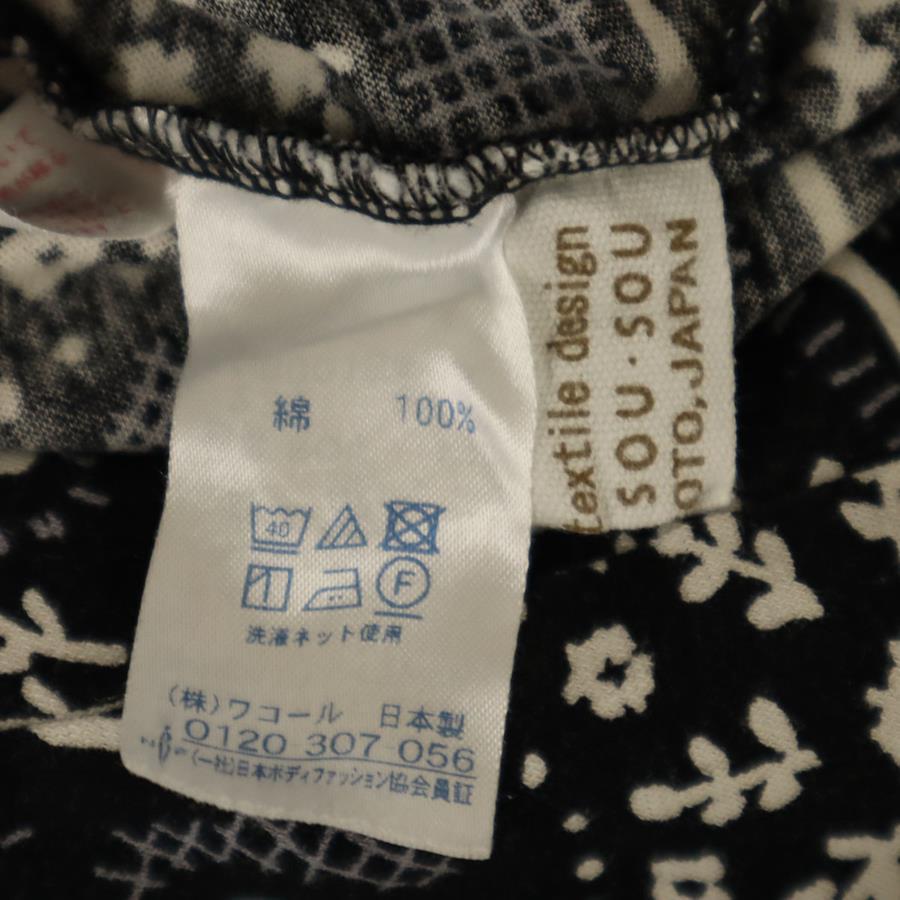 綿 100%
40
F
洗濯ネット使用
(株)ワコール 日本製
0120 307 056
(一社)日本ボディファッション協会会員証
textile design
SOU・SOU
OTO, JAPAN